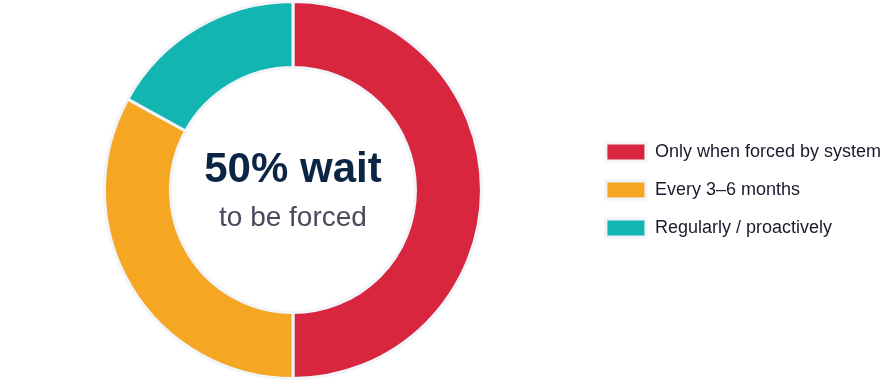 50% wait
to be forced
Only when forced by system
Every 3–6 months
Regularly / proactively